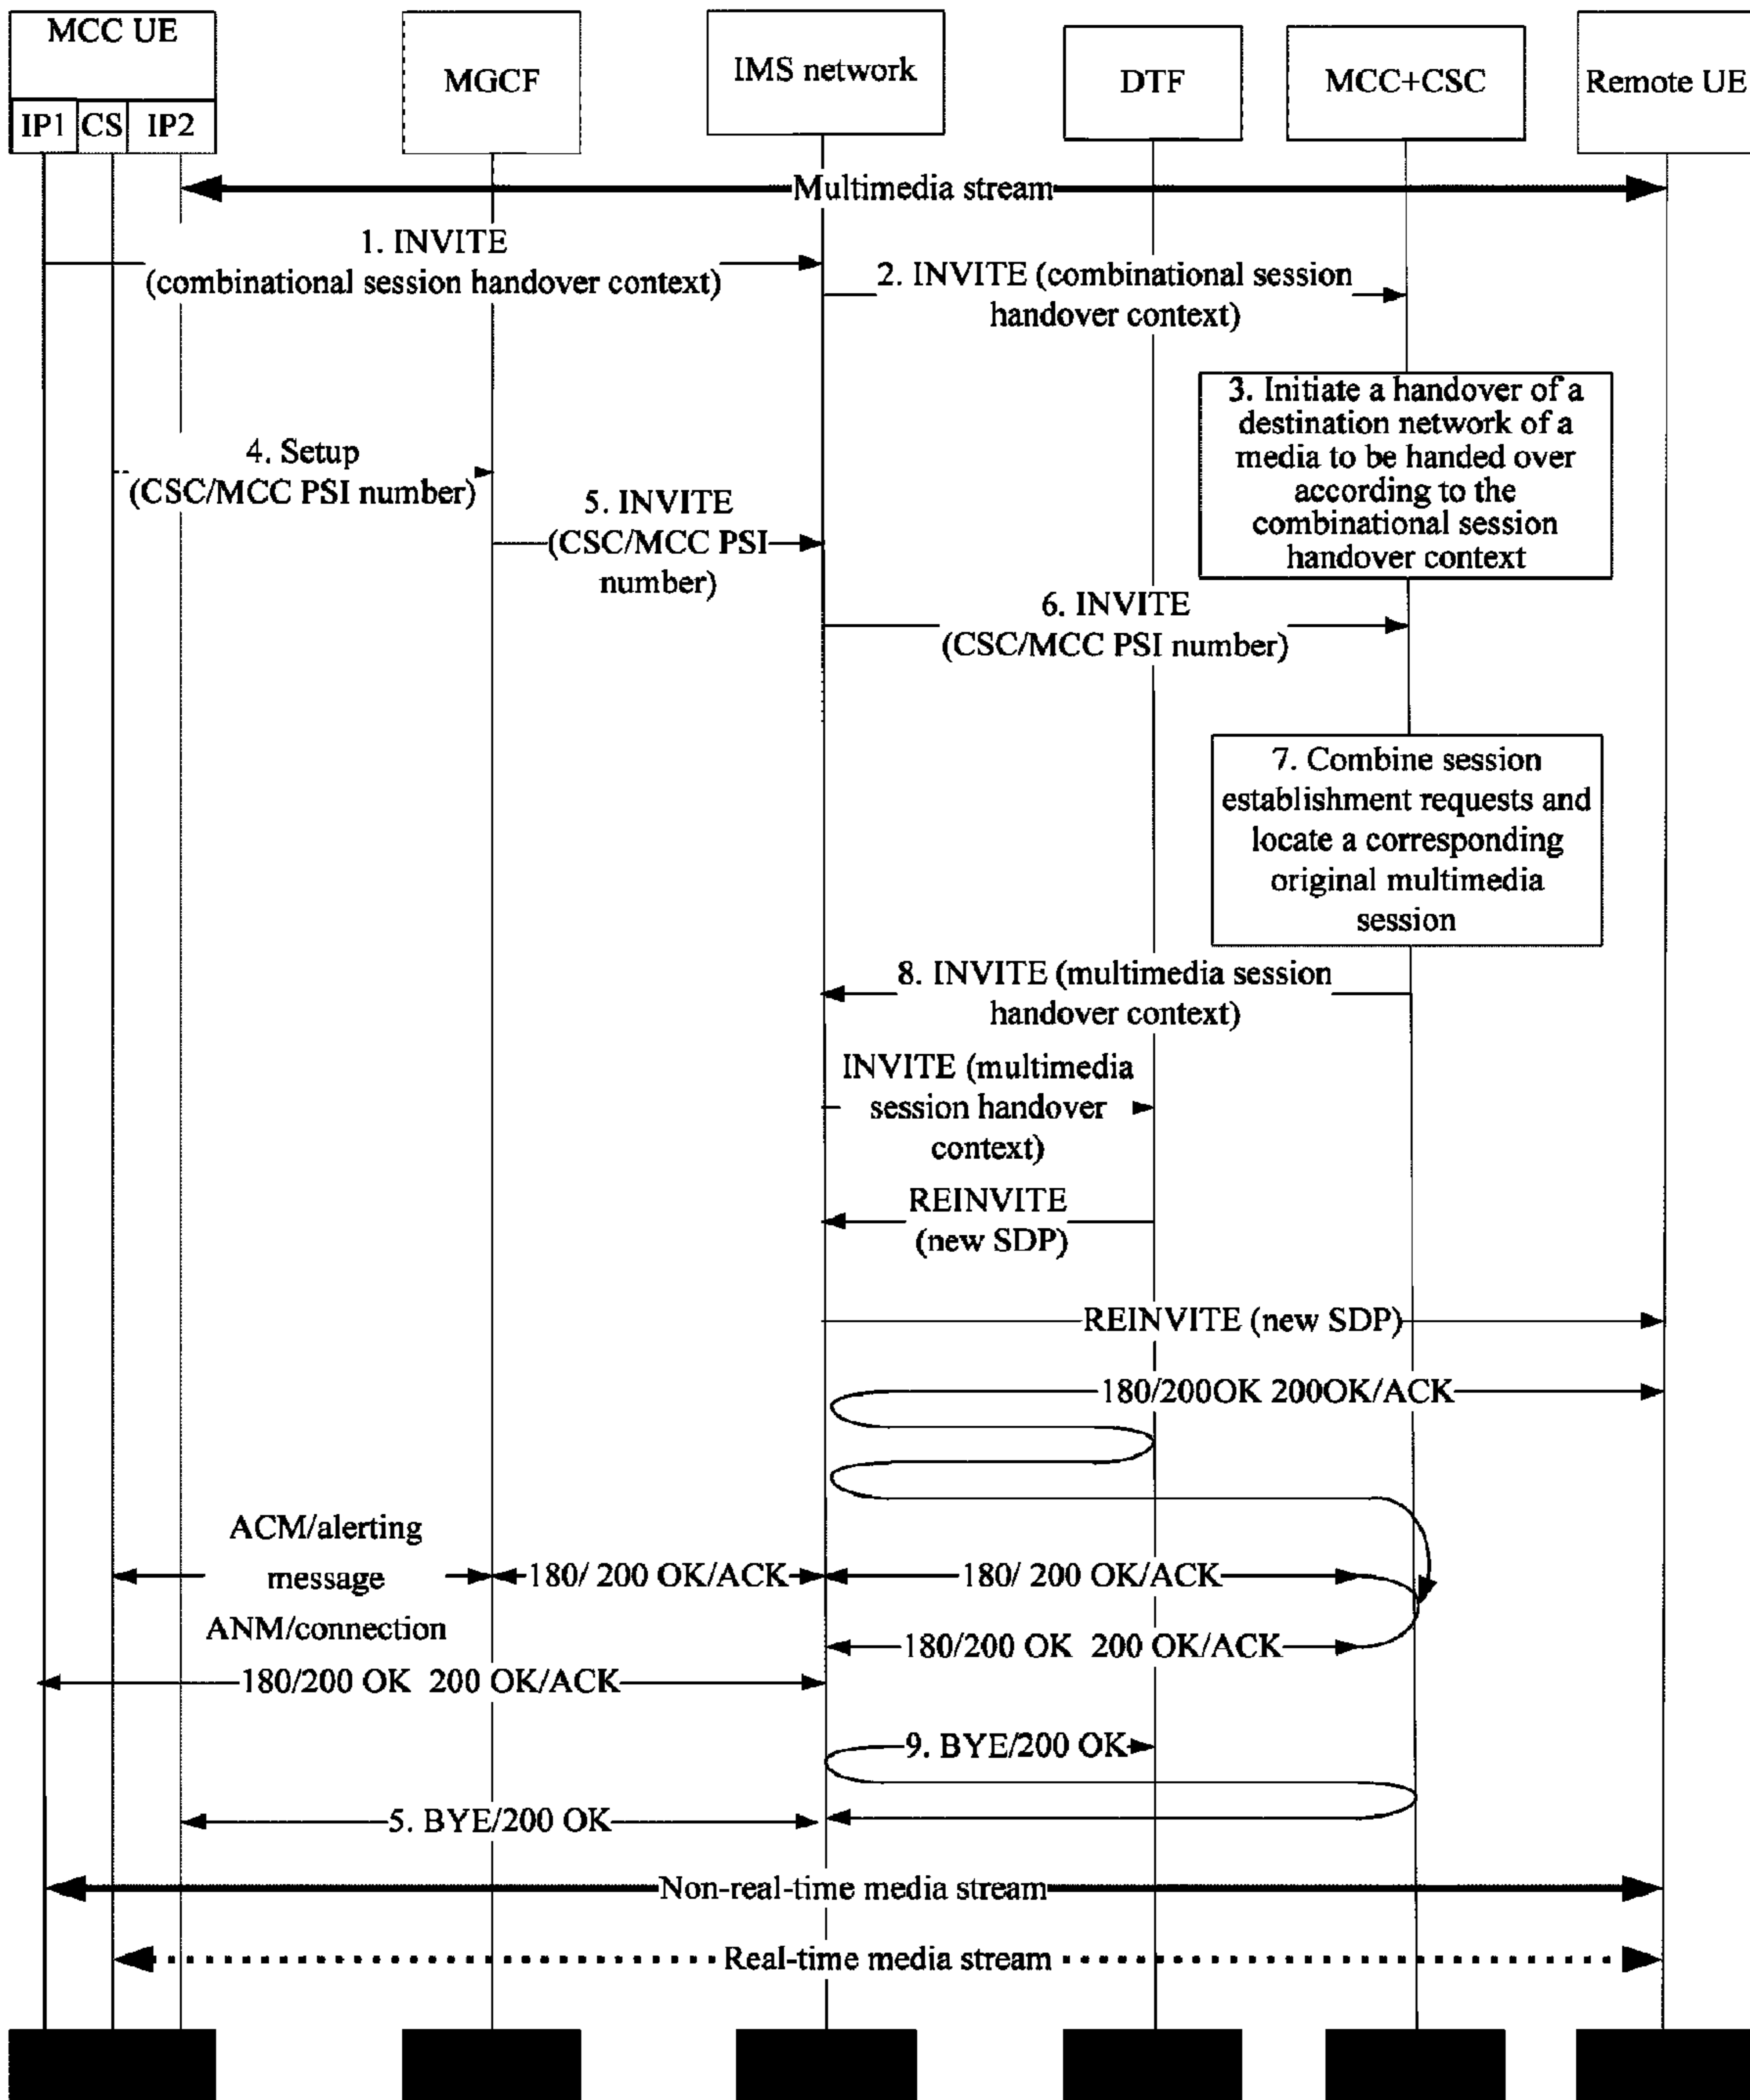 MCC UE
IP1 CS IP2
MGCF
IMS network
DTF
MCC+CSC
Remote UE
Multimedia stream
1. INVITE
(combinational session handover context)
2. INVITE (combinational session
handover context)
3. Initiate a handover of a
destination network of a
media to be handed over
according to the
combinational session
handover context
4. Setup
(CSC/MCC PSI number)
5. INVITE
(CSC/MCC PSI
number)
6. INVITE
(CSC/MCC PSI number)
7. Combine session
establishment requests and
locate a corresponding
original multimedia
session
8. INVITE (multimedia session
handover context)
INVITE (multimedia
session handover
context)
REINVITE
(new SDP)
REINVITE (new SDP)
180/200OK 200OK/ACK
ACM/alerting
message
ANM/connection
180/ 200 OK/ACK
180/ 200 OK/ACK
180/200 OK 200 OK/ACK
180/200 OK 200 OK/ACK
9. BYE/200 OK
5. BYE/200 OK
Non-real-time media stream
Real-time media stream